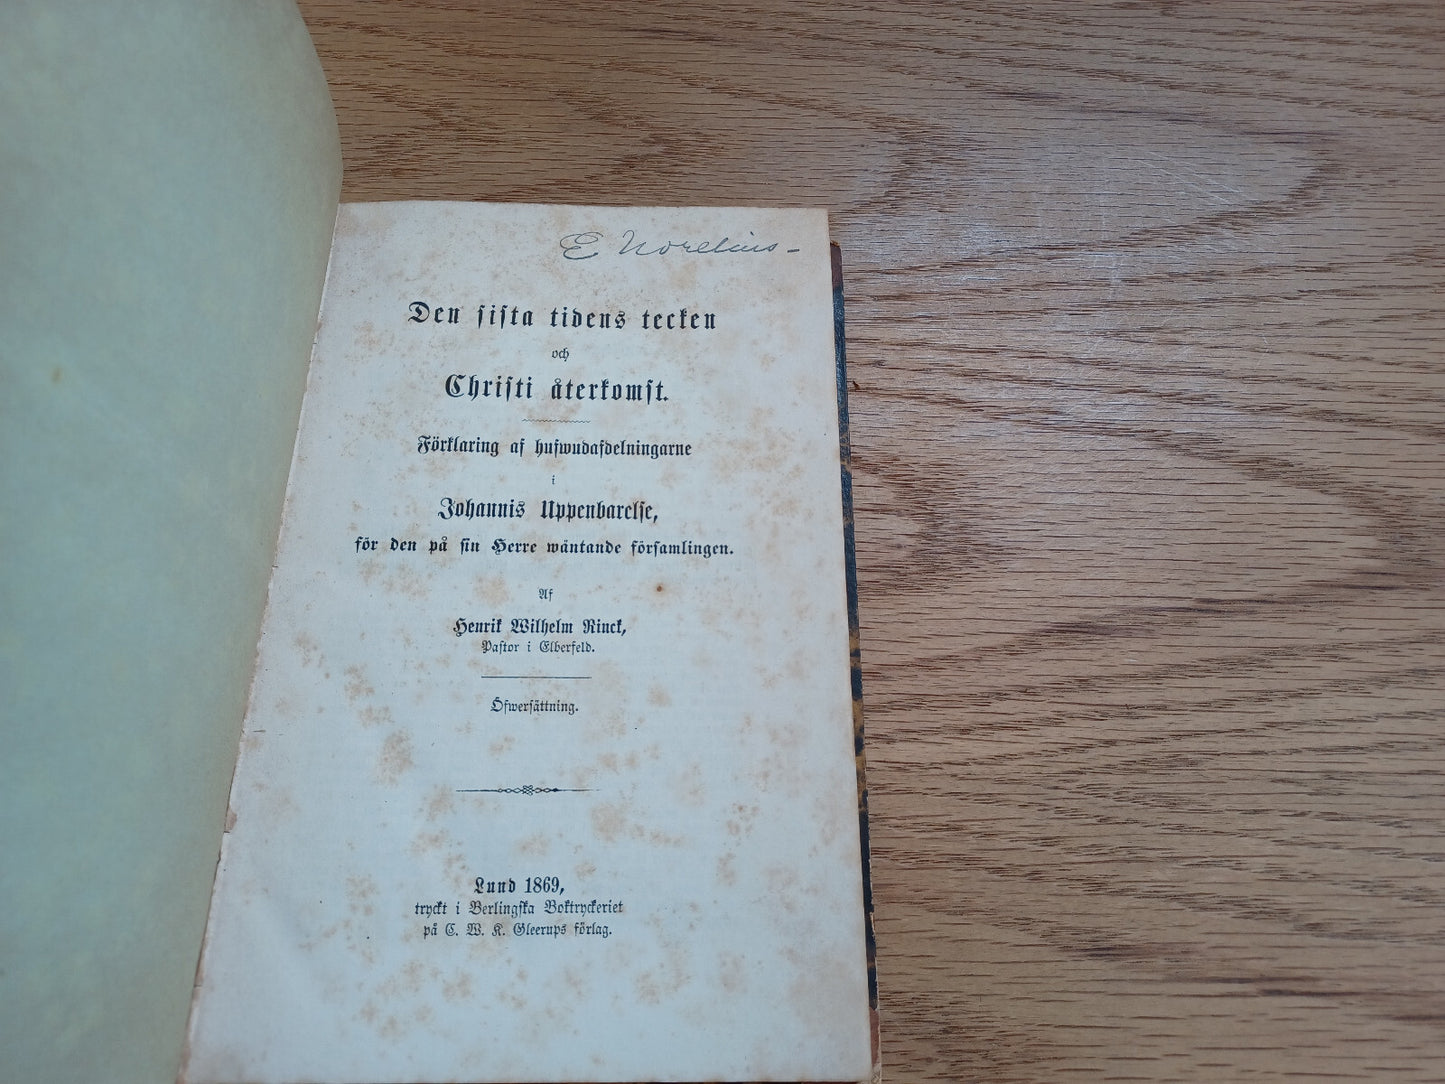 E Norelius -
Den sista tidens tecken
och
Christi återkomst.
Förklaring af hufwudafdelningarne
i
Johannis Uppenbarelse,
för den på sin Herre wäntande församlingen.
Af
Henrik Wilhelm Rinck,
Pastor i Elberfeld.
Öfwersättning.
Lund 1869,
tryckt i Berlingska Boktryckeriet
på C. W. K. Gleerups förlag.